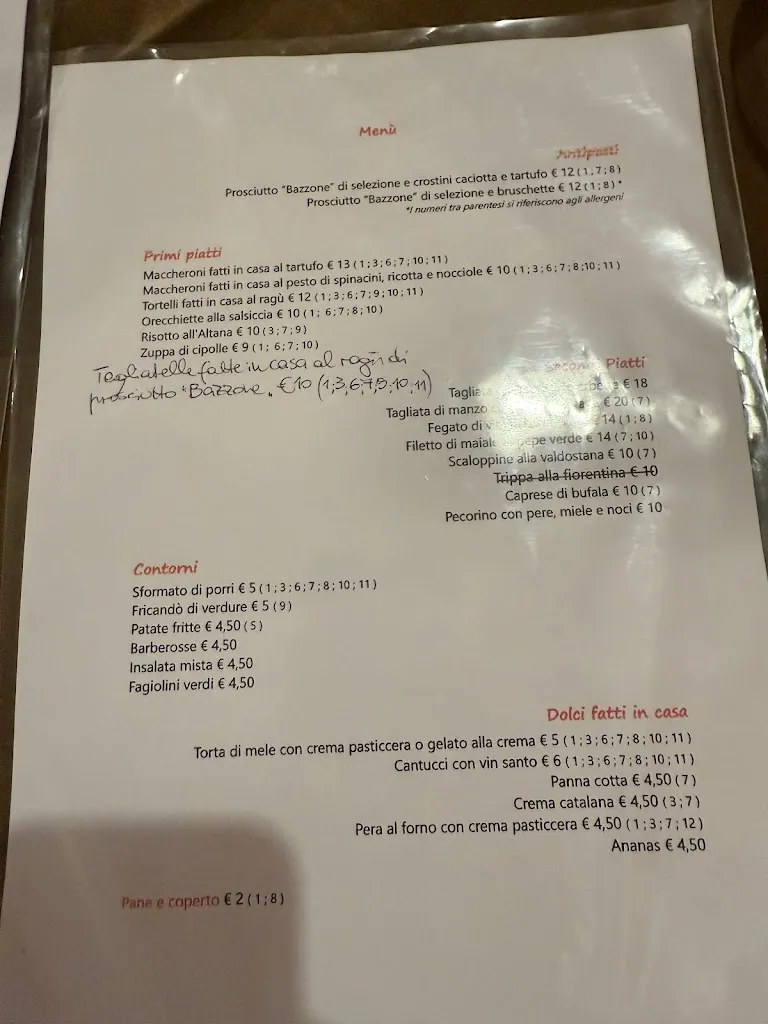 Menù
Antipasti
Prosciutto "Bazzone" di selezione e crostini caciotta e tartufo € 12 ( 1 ; 7 ; 8 )
Prosciutto "Bazzone" di selezione e bruschette € 12 ( 1 ; 8 ) *
*I numeri tra parentesi si riferiscono agli allergeni
Primi piatti
Maccheroni fatti in casa al tartufo € 13 ( 1 ; 3 ; 6 ; 7 ; 10 ; 11 )
Maccheroni fatti in casa al pesto di spinacini, ricotta e nocciole € 10 ( 1 ; 3 ; 6 ; 7 ; 8 ;10 ; 11 )
Tortelli fatti in casa al ragù € 12 ( 1 ; 3 ; 6 ; 7 ; 9 ; 10 ; 11 )
Orecchiette alla salsiccia € 10 ( 1 ; 6 ; 7 ; 8 ; 10 )
Risotto all'Altana € 10 ( 3 ; 7 ; 9 )
Zuppa di cipolle € 9 ( 1 ; 6 ; 7 ; 10 )
Tagliatelle fatte in casa al ragù di
prosciutto "Bazzone" €10 (1,3,6,7,9,10,11)
Secondi Piatti
Tagliata € 18
Tagliata di manzo € 20 ( 7 )
Fegato di € 14 ( 1 ; 8 )
Filetto di maiale al pepe verde € 14 ( 7 ; 10 )
Scaloppine alla valdostana € 10 ( 7 )
Trippa alla fiorentina € 10
Caprese di bufala € 10 ( 7 )
Pecorino con pere, miele e noci € 10
Contorni
Sformato di porri € 5 ( 1 ; 3 ; 6 ; 7 ; 8 ; 10 ; 11 )
Fricandò di verdure € 5 ( 9 )
Patate fritte € 4,50 ( 5 )
Barberosse € 4,50
Insalata mista € 4,50
Fagiolini verdi € 4,50
Dolci fatti in casa
Torta di mele con crema pasticcera o gelato alla crema € 5 ( 1 ; 3 ; 6 ; 7 ; 8 ; 10 ; 11 )
Cantucci con vin santo € 6 ( 1 ; 3 ; 6 ; 7 ; 8 ; 10 ; 11 )
Panna cotta € 4,50 ( 7 )
Crema catalana € 4,50 ( 3 ; 7 )
Pera al forno con crema pasticcera € 4,50 ( 1 ; 3 ; 7 ; 12 )
Ananas € 4,50
Pane e coperto € 2 ( 1 ; 8 )